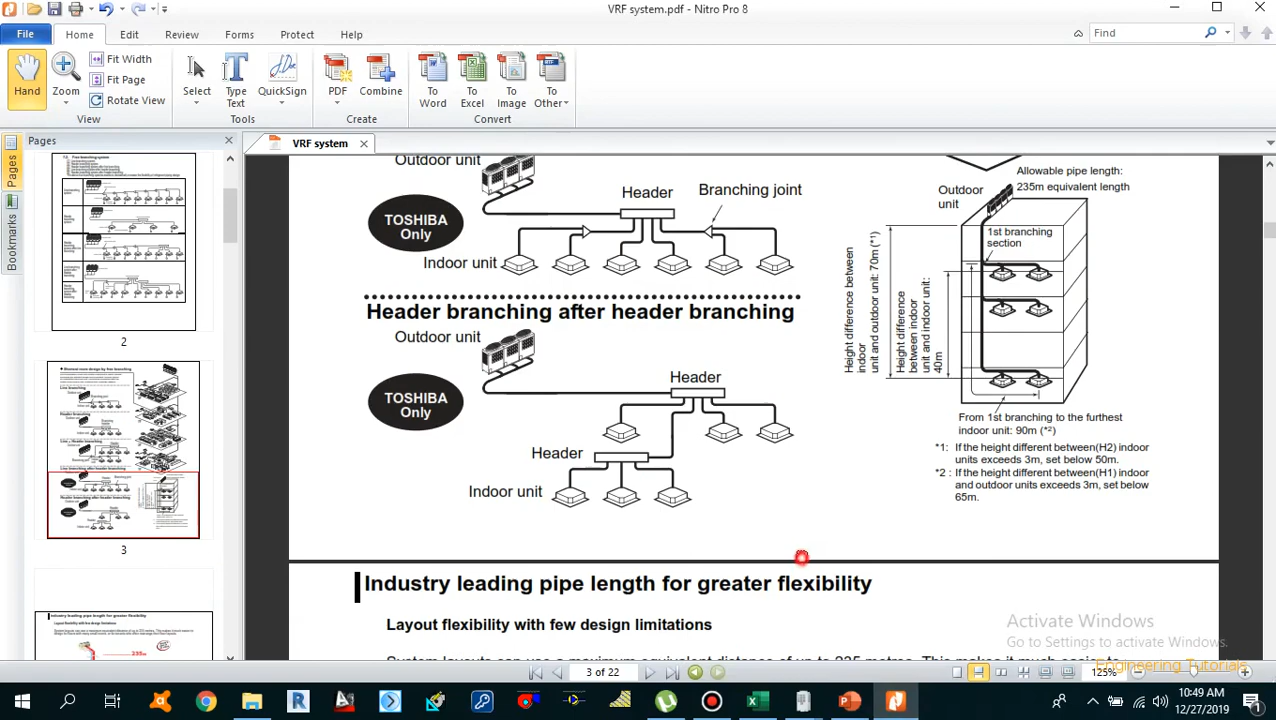 VRF system.pdf - Nitro Pro 8
File
Home
Edit
Review
Forms
Protect
Help
Find
Hand
Zoom
Fit Width
Fit Page
Rotate View
View
Select
Type
Text
QuickSign
Tools
PDF
Combine
Create
To
Word
To
Excel
To
Image
To
Other
Convert
Pages
Bookmarks
Pages
VRF system
2
3
Outdoor unit
Header
Branching joint
TOSHIBA
Only
Indoor unit
Header branching after header branching
Outdoor unit
TOSHIBA
Only
Header
Header
Indoor unit
Allowable pipe length:
235m equivalent length
Outdoor
unit
1st branching
section
Height difference between
indoor
unit and outdoor unit: 70m (*1)
Height difference
between indoor
unit and indoor unit:
40m
From 1st branching to the furthest
indoor unit: 90m (*2)
*1: If the height different between(H2) indoor
units exceeds 3m, set below 50m.
*2 : If the height different between(H1) indoor
and outdoor units exceeds 3m, set below
65m.
Industry leading pipe length for greater flexibility
Layout flexibility with few design limitations
Activate Windows
Go to Settings to activate Windows.
Engineering Tutorials
3 of 22
125%
10:49 AM
12/27/2019